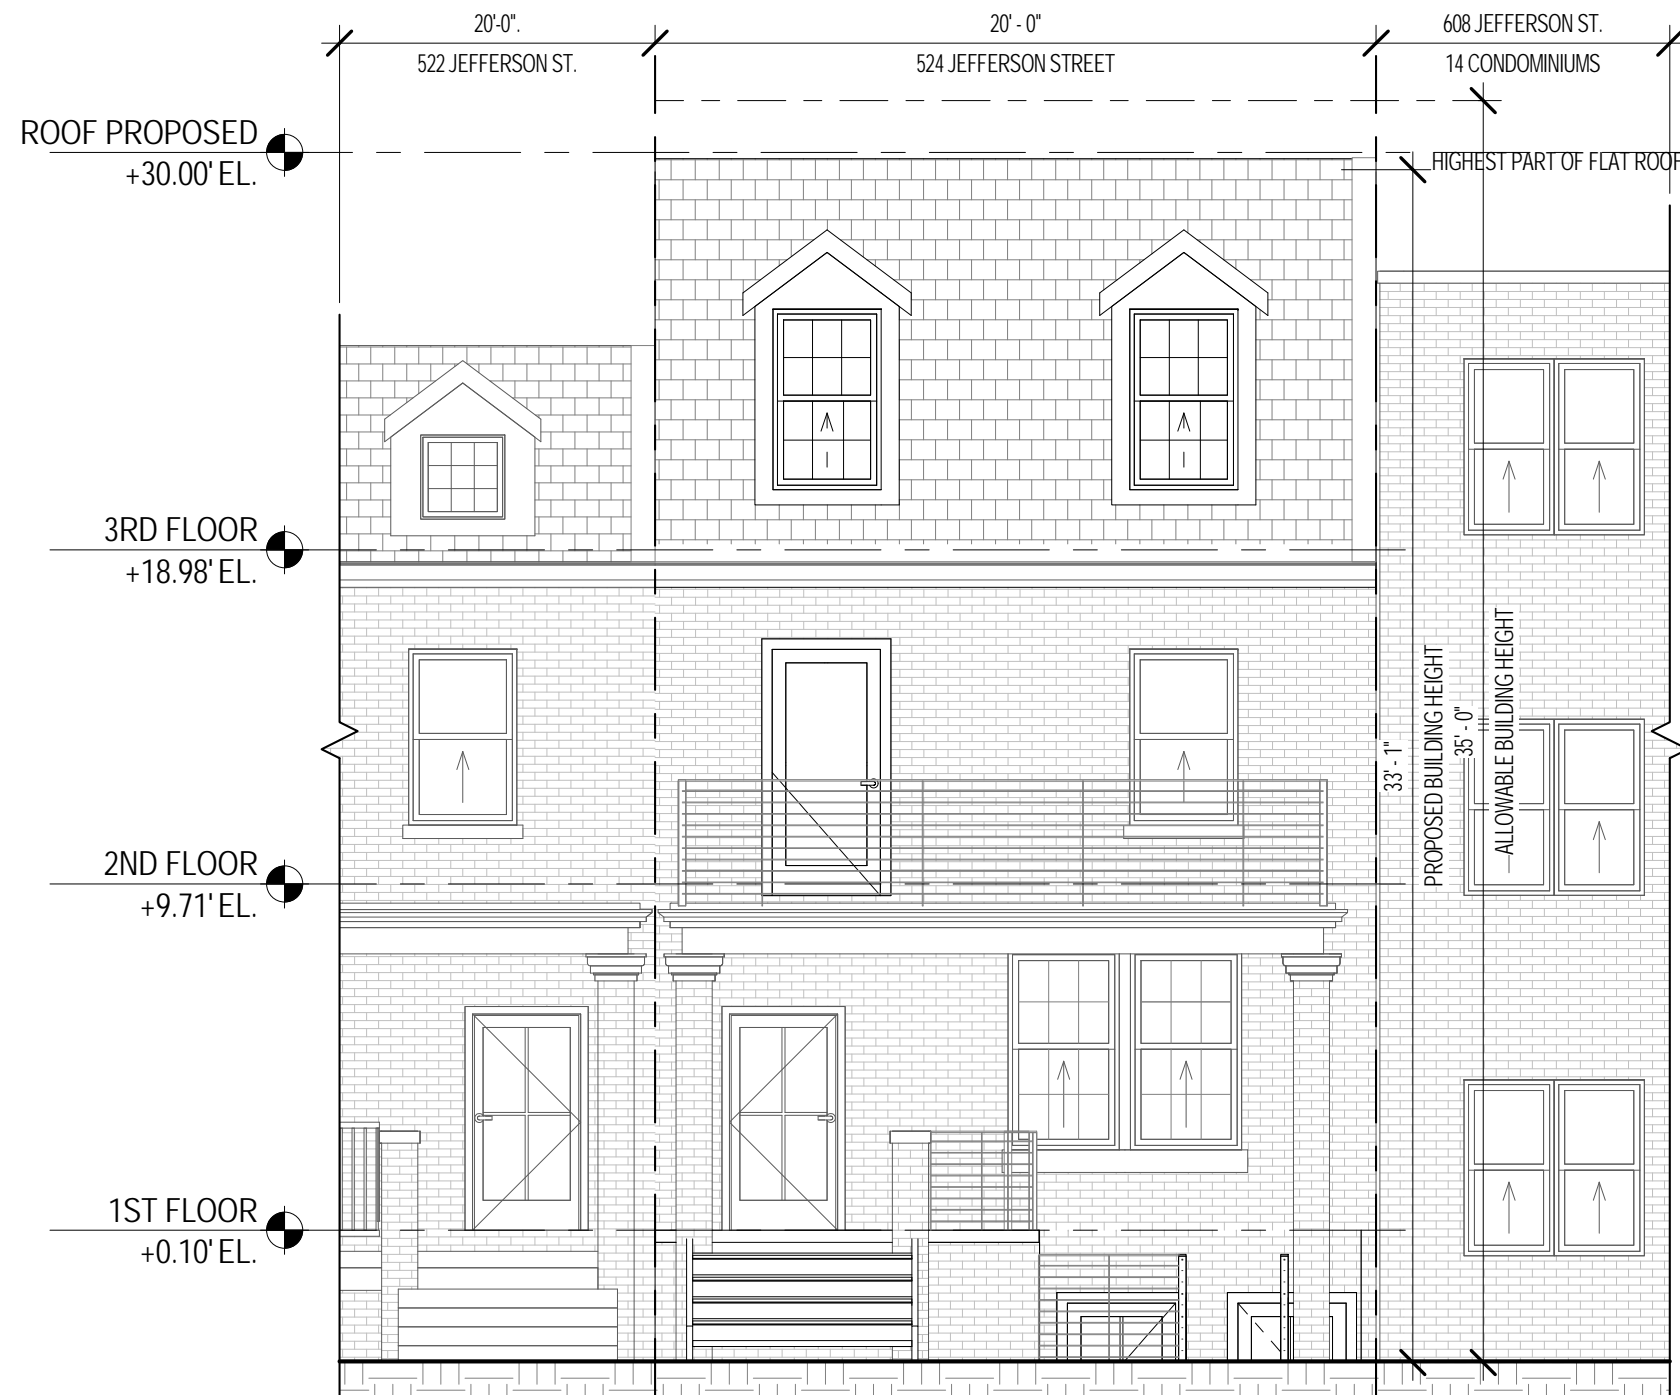 20'-0".
20' - 0"
608 JEFFERSON ST.
522 JEFFERSON ST.
524 JEFFERSON STREET
14 CONDOMINIUMS
ROOF PROPOSED
+30.00' EL.
HIGHEST PART OF FLAT ROOF
3RD FLOOR
+18.98' EL.
33' - 1"
PROPOSED BUILDING HEIGHT
35' - 0"
ALLOWABLE BUILDING HEIGHT
2ND FLOOR
+9.71' EL.
1ST FLOOR
+0.10' EL.